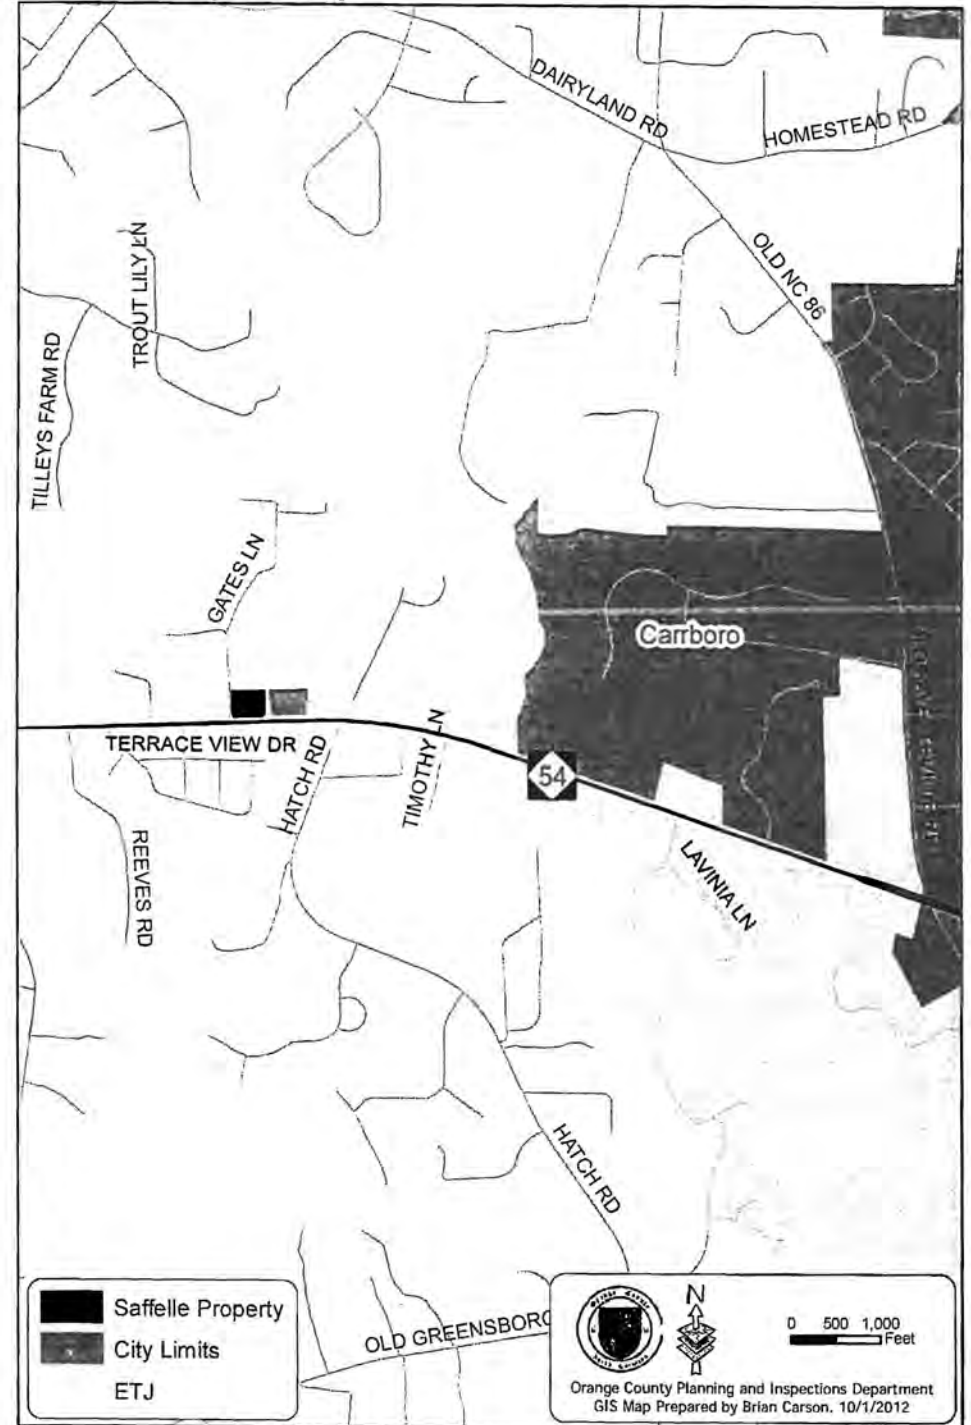 DAIRYLAND RD
HOMESTEAD RD
OLD NC 86
TROUT LILY LN
TILLEYS FARM RD
GATES LN
Carrboro
TERRACE VIEW DR
HATCH RD
TIMOTHY LN
54
REEVES RD
LAVINIA LN
HATCH RD
OLD GREENSBORO
Saffelle Property
City Limits
ETJ
N
0 500 1,000
Feet
Orange County Planning and Inspections Department
GIS Map Prepared by Brian Carson. 10/1/2012